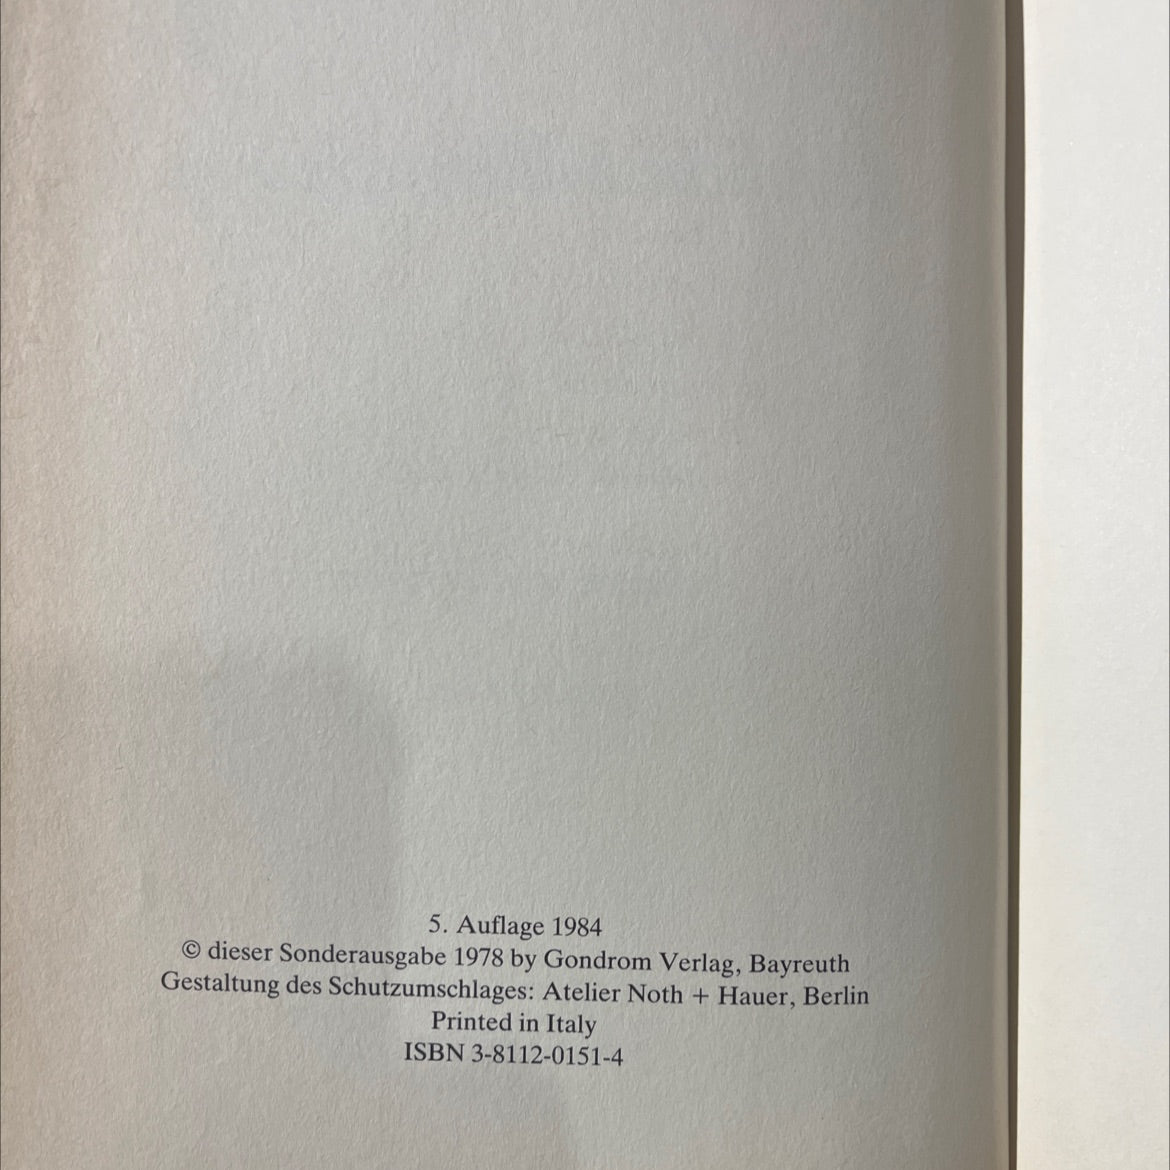 5. Auflage 1984
© dieser Sonderausgabe 1978 by Gondrom Verlag, Bayreuth
Gestaltung des Schutzumschlages: Atelier Noth + Hauer, Berlin
Printed in Italy
ISBN 3-8112-0151-4